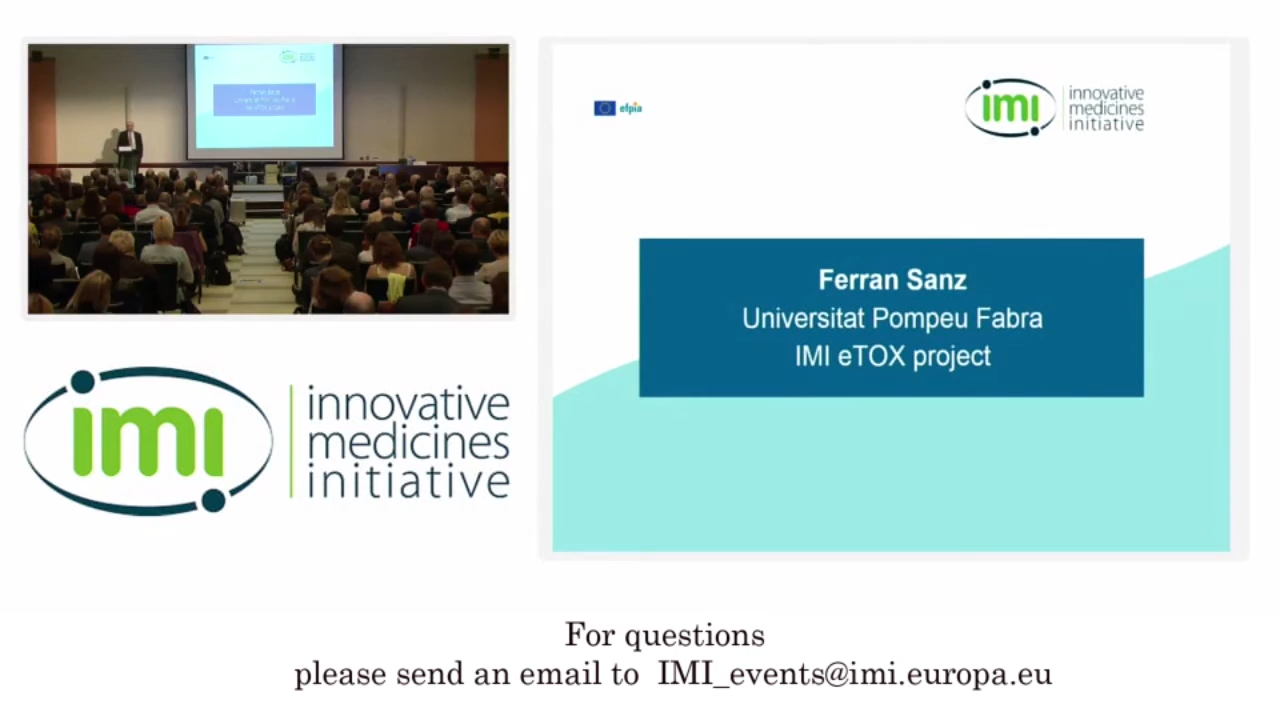 efpia
imi
innovative
medicines
initiative
Ferran Sanz
Universitat Pompeu Fabra
IMI eTOX project
imi
innovative
medicines
initiative
For questions
please send an email to IMI_events@imi.europa.eu